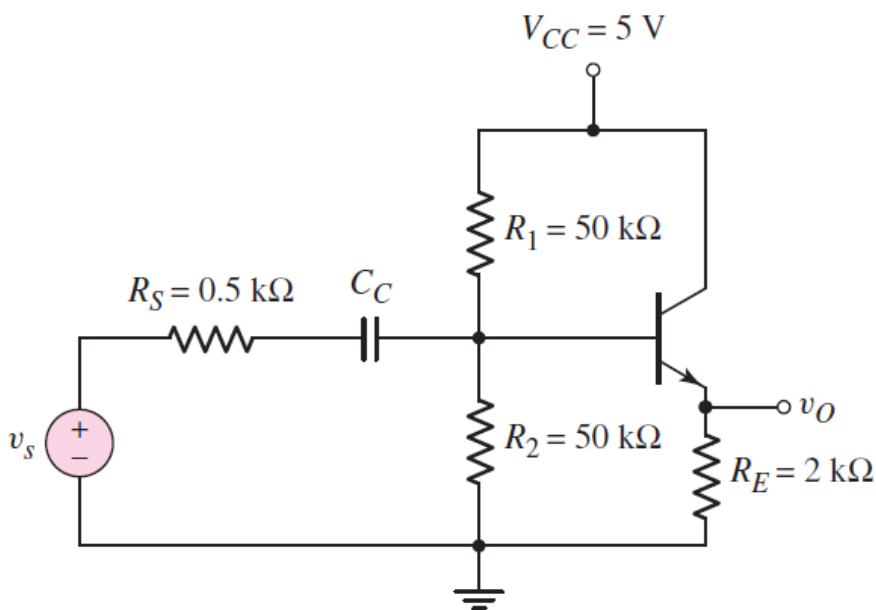 V_CC = 5 V
R_1 = 50 kΩ
R_S = 0.5 kΩ
C_C
v_s
+
−
R_2 = 50 kΩ
v_O
R_E = 2 kΩ